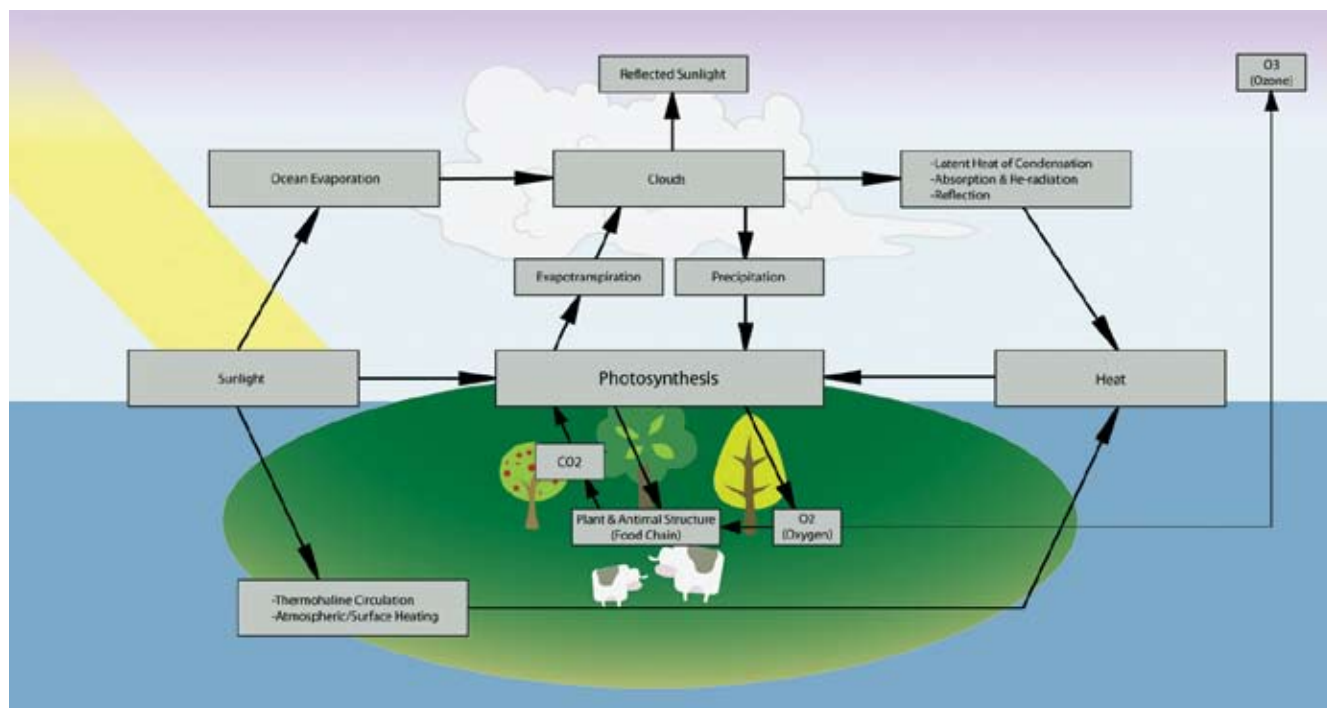 Reflected Sunlight
O3
(Ozone)
Ocean Evaporation
Clouds
-Latent Heat of Condensation
-Absorption & Re-radiation
-Reflection
Evapotranspiration
Precipitation
Sunlight
Photosynthesis
Heat
CO2
Plant & Antimal Structure
(Food Chain)
O2
(Oxygen)
-Thermohaline Circulation
-Atmospheric/Surface Heating